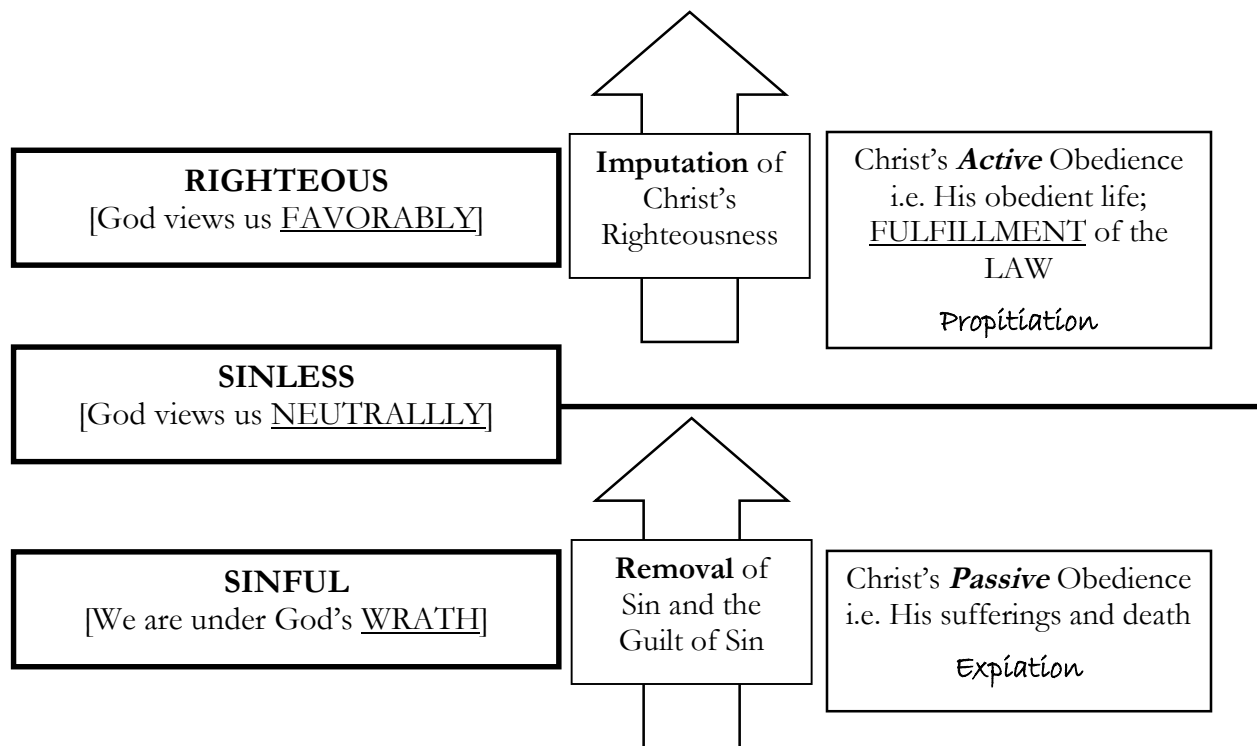 RIGHTEOUS
[God views us FAVORABLY]
Imputation of
Christ’s
Righteousness
Christ’s Active Obedience
i.e. His obedient life;
FULFILLMENT of the
LAW
Propitiation
SINLESS
[God views us NEUTRALLLY]
SINFUL
[We are under God’s WRATH]
Removal of
Sin and the
Guilt of Sin
Christ’s Passive Obedience
i.e. His sufferings and death
Expiation